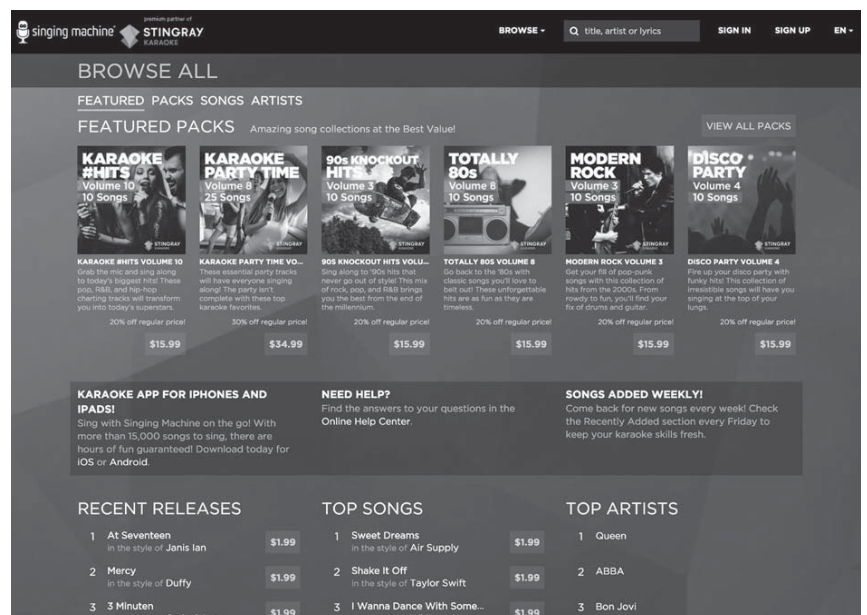 singing machine
premium partner of
STINGRAY
KARAOKE
BROWSE
title, artist or lyrics
SIGN IN
SIGN UP
EN
BROWSE ALL
FEATURED PACKS SONGS ARTISTS
FEATURED PACKS Amazing song collections at the Best Value!
VIEW ALL PACKS
KARAOKE
#HITS
Volume 10
10 Songs
STINGRAY
KARAOKE #HITS VOLUME 10
Grab the mic and sing along
to today's biggest hits! These
pop, R&B, and hip-hop
charting tracks will transform
you into today's superstars.
20% off regular price!
$15.99
KARAOKE
PARTY TIME
Volume 8
25 Songs
STINGRAY
KARAOKE PARTY TIME VO...
These essential party tracks
will have everyone singing
along! The party isn't
complete with these top
karaoke favorites.
30% off regular price!
$34.99
90s KNOCKOUT
HITS
Volume 3
10 Songs
STINGRAY
90S KNOCKOUT HITS VOLU...
Sing along to '90s hits that
never go out of style! This mix
of rock, pop, and R&B brings
you the best from the end of
the millennium.
20% off regular price!
$15.99
TOTALLY
80s
Volume 8
10 Songs
STINGRAY
TOTALLY 80S VOLUME 8
Go back to the '80s with
classic songs you'll love to
belt out! These unforgettable
hits are as fun as they are
timeless.
20% off regular price!
$15.99
MODERN
ROCK
Volume 3
10 Songs
STINGRAY
MODERN ROCK VOLUME 3
Get your fill of pop-punk
songs with this collection of
hits from the 2000s. From
rowdy to fun, you'll find your
fix of drums and guitar.
20% off regular price!
$15.99
DISCO
PARTY
Volume 4
10 Songs
STINGRAY
DISCO PARTY VOLUME 4
Fire up your disco party with
funky hits! This collection of
irresistible songs will have you
singing at the top of your
lungs.
20% off regular price!
$15.99
KARAOKE APP FOR IPHONES AND
IPADS!
Sing with Singing Machine on the go! With
more than 15,000 songs to sing, there are
hours of fun guaranteed! Download today for
iOS or Android.
NEED HELP?
Find the answers to your questions in the
Online Help Center.
SONGS ADDED WEEKLY!
Come back for new songs every week! Check
the Recently Added section every Friday to
keep your karaoke skills fresh.
RECENT RELEASES
1 At Seventeen
in the style of Janis Ian
$1.99
2 Mercy
in the style of Duffy
$1.99
3 3 Minuten
$1.99
TOP SONGS
1 Sweet Dreams
in the style of Air Supply
$1.99
2 Shake It Off
in the style of Taylor Swift
$1.99
3 I Wanna Dance With Some...
$1.99
TOP ARTISTS
1 Queen
2 ABBA
3 Bon Jovi